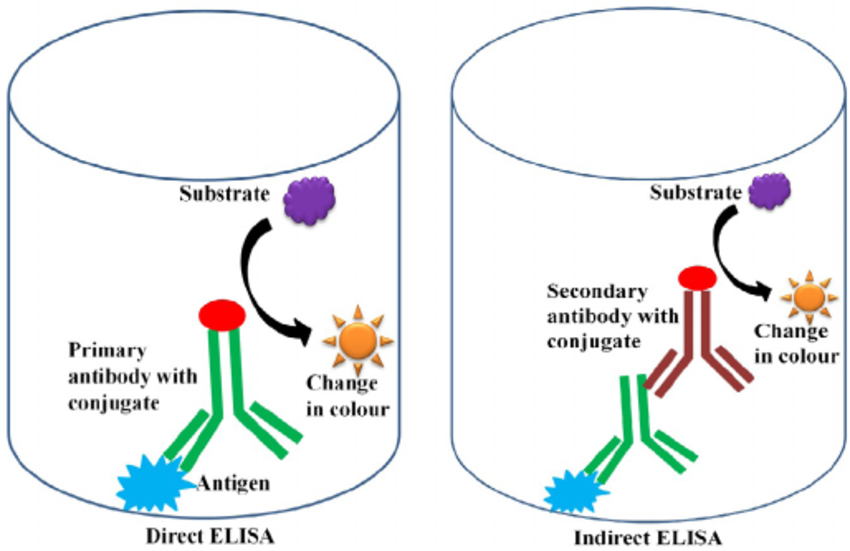 Substrate
Primary
antibody with
conjugate
Change
in colour
Antigen
Direct ELISA
Substrate
Secondary
antibody with
conjugate
Change
in colour
Indirect ELISA